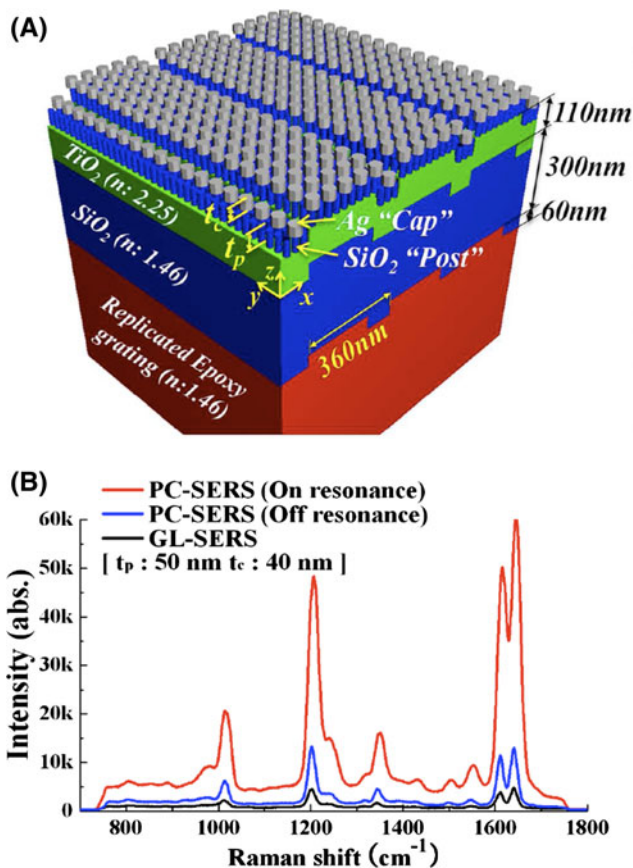 (A)
110nm
300nm
60nm
TiO2 (n: 2.25)
tc
tp
Ag “Cap”
SiO2 “Post”
SiO2 (n: 1.46)
z
y
x
360nm
Replicated Epoxy
grating (n:1.46)
(B)
PC-SERS (On resonance)
PC-SERS (Off resonance)
GL-SERS
[ tp : 50 nm tc : 40 nm ]
60k
50k
40k
30k
20k
10k
0
Intensity (abs.)
800 1000 1200 1400 1600 1800
Raman shift (cm-1)